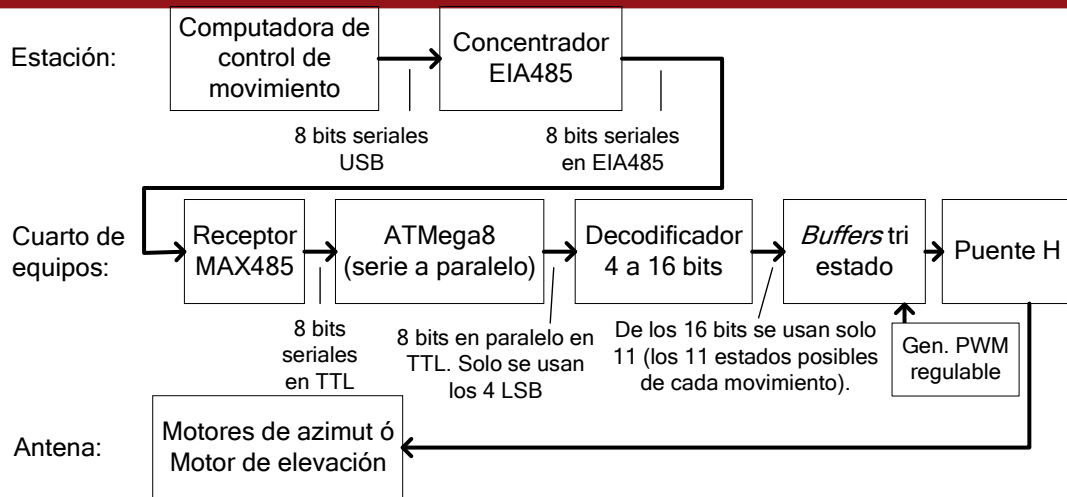 Estación:
Computadora de
control de
movimiento
Concentrador
EIA485
8 bits seriales
USB
8 bits seriales
en EIA485
Cuarto de
equipos:
Receptor
MAX485
ATMega8
(serie a paralelo)
Decodificador
4 a 16 bits
Buffers tri
estado
Puente H
8 bits
seriales
en TTL
8 bits en paralelo en
TTL. Solo se usan
los 4 LSB
De los 16 bits se usan solo
11 (los 11 estados posibles
de cada movimiento).
Gen. PWM
regulable
Antena:
Motores de azimut ó
Motor de elevación